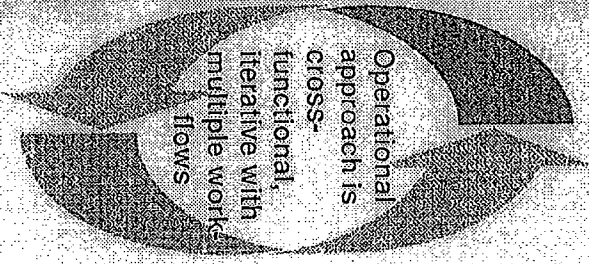 Operational
approach is
cross-
functional,
iterative with
multiple work-
flows